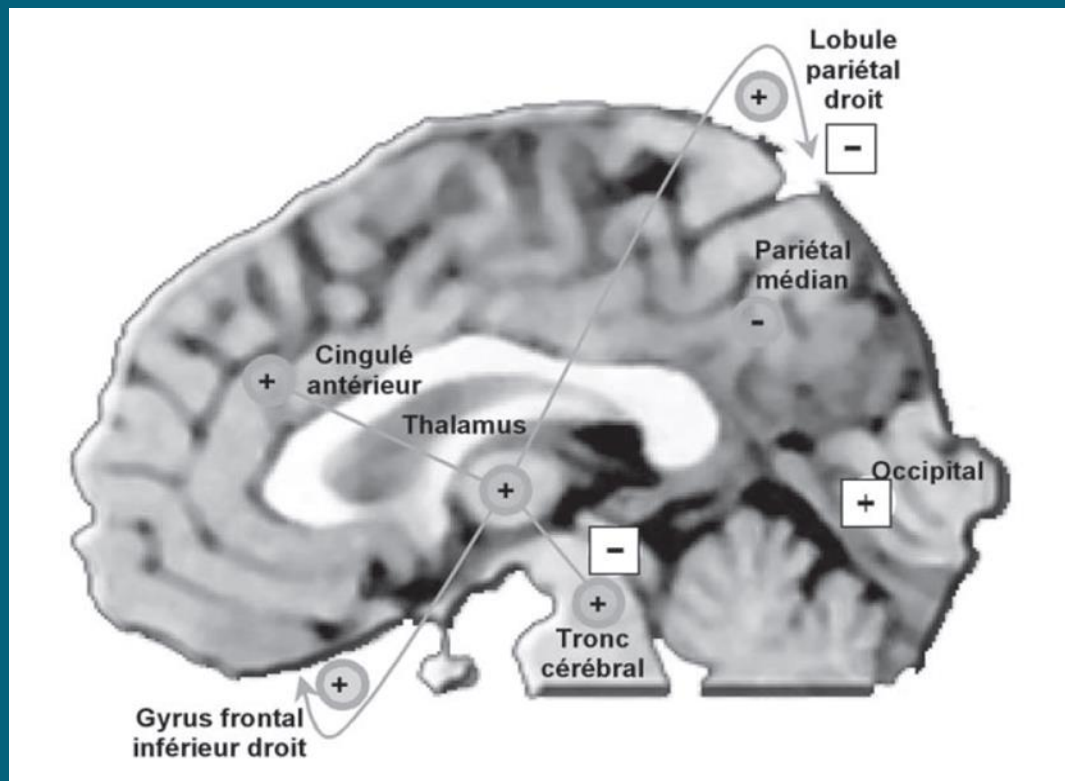 Lobule
pariétal
droit
+
-
Pariétal
médian
-
Cingulé
antérieur
+
Thalamus
+
Occipital
+
-
+
Tronc
cérébral
+
Gyrus frontal
inférieur droit